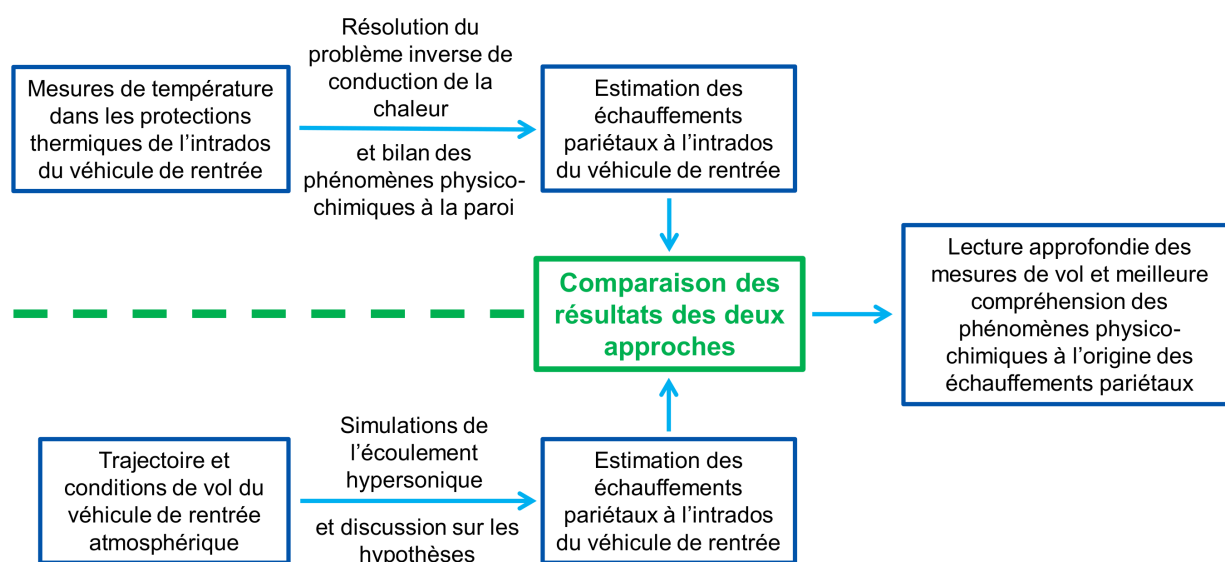 Mesures de température
dans les protections
thermiques de l’intrados
du véhicule de rentrée
Résolution du
problème inverse de
conduction de la
chaleur
et bilan des
phénomènes physico-
chimiques à la paroi
Estimation des
échauffements
pariétaux à l’intrados
du véhicule de rentrée
Comparaison des
résultats des deux
approches
Lecture approfondie des
mesures de vol et meilleure
compréhension des
phénomènes physico-
chimiques à l’origine des
échauffements pariétaux
Trajectoire et
conditions de vol du
véhicule de rentrée
atmosphérique
Simulations de
l’écoulement
hypersonique
et discussion sur les
hypothèses
Estimation des
échauffements
pariétaux à l’intrados
du véhicule de rentrée